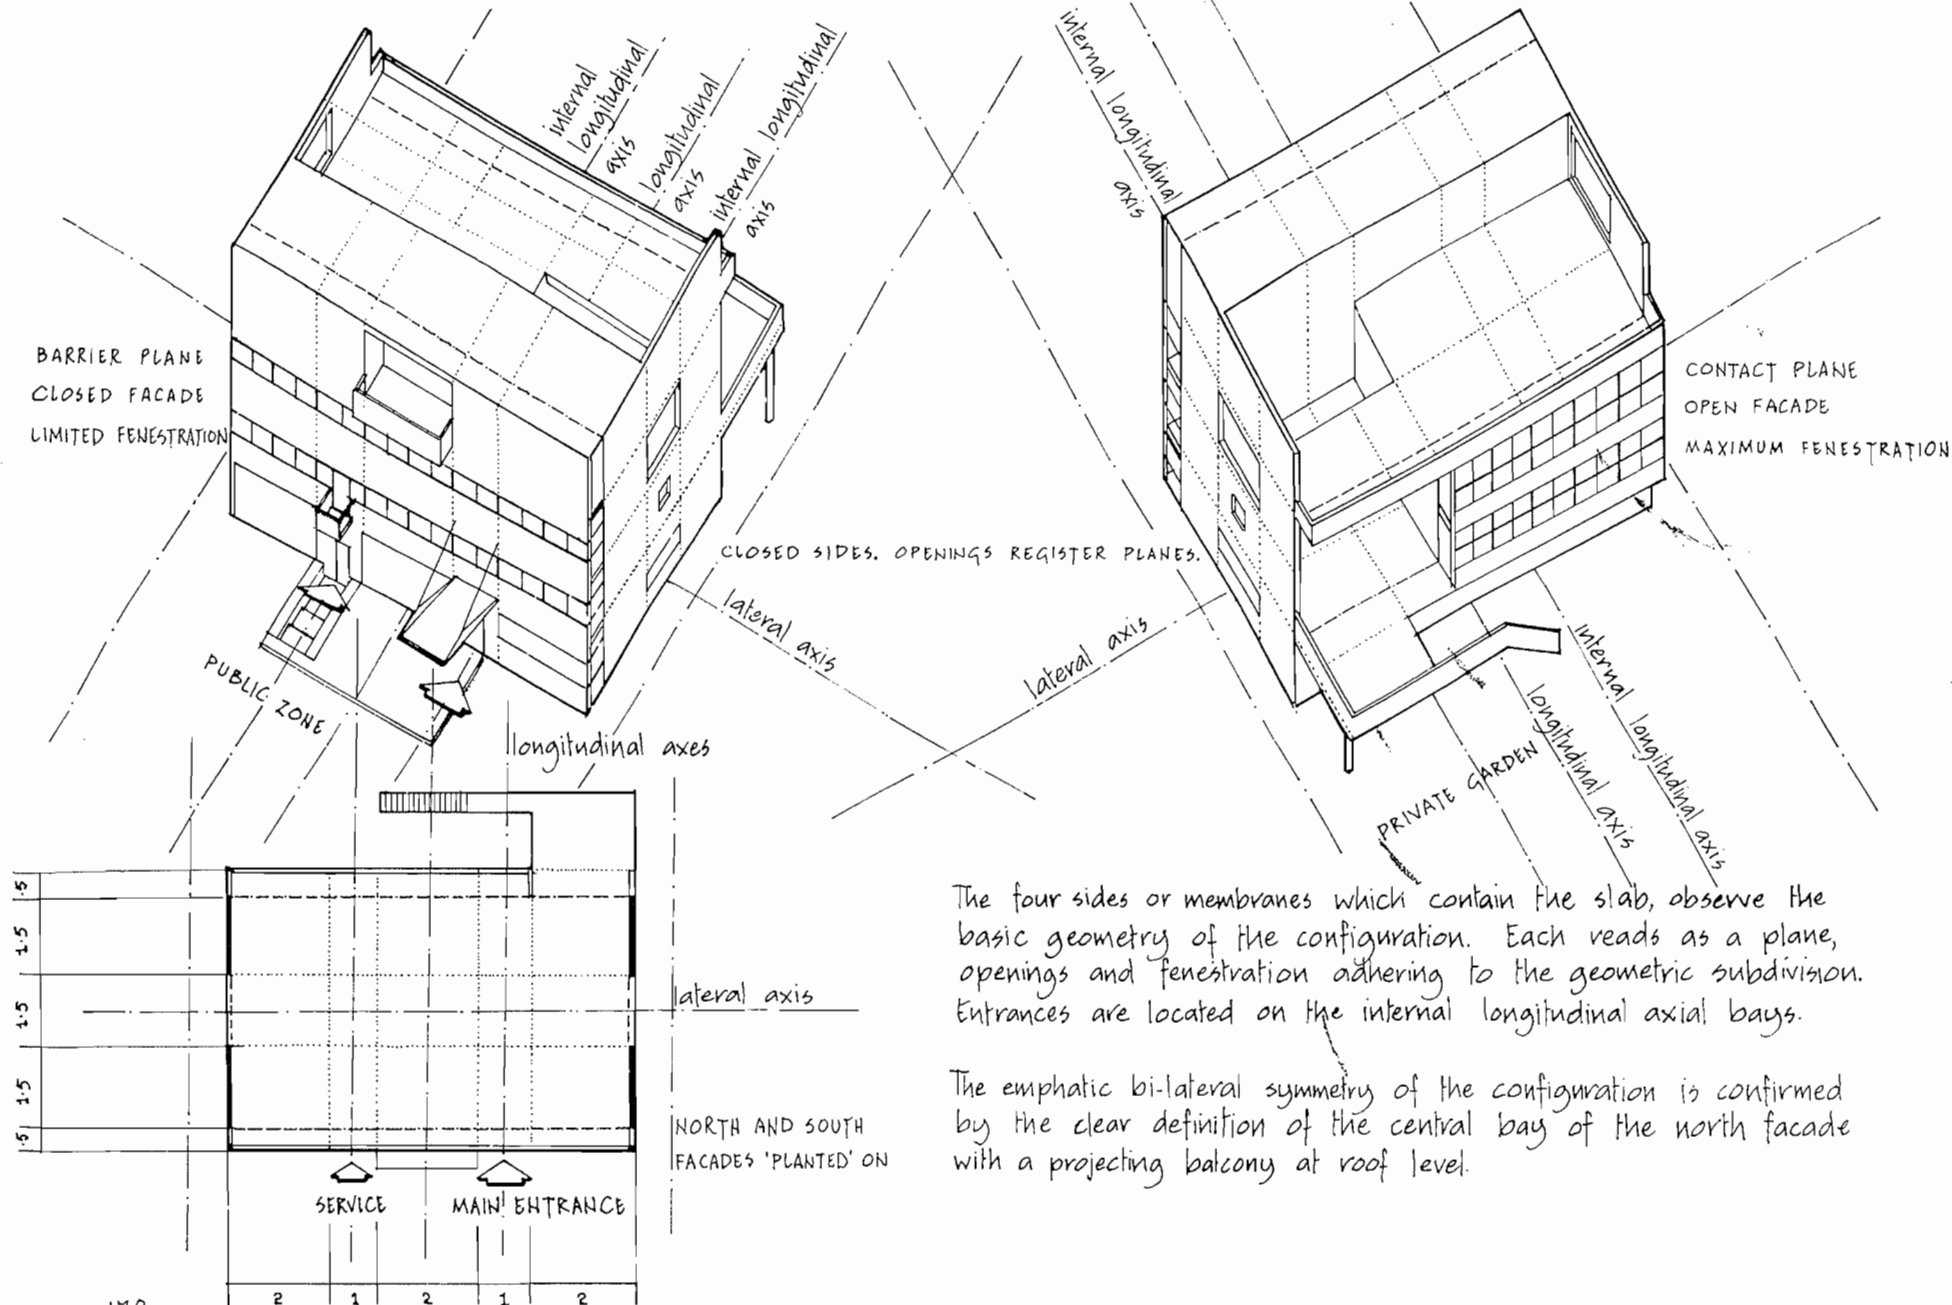 internal
longitudinal
axis
longitudinal
axis
internal longitudinal
axis
internal longitudinal
axis
BARRIER PLANE
CLOSED FACADE
LIMITED FENESTRATION
CONTACT PLANE
OPEN FACADE
MAXIMUM FENESTRATION
CLOSED SIDES. OPENINGS REGISTER PLANES.
lateral axis
lateral axis
PUBLIC ZONE
longitudinal axes
internal longitudinal axis
longitudinal axis
PRIVATE GARDEN
.5
1.5
1.5
1.5
.5
lateral axis
NORTH AND SOUTH
FACADES 'PLANTED' ON
SERVICE
MAIN ENTRANCE
2 1 2 1 2
The four sides or membranes which contain the slab, observe the
basic geometry of the configuration. Each reads as a plane,
openings and fenestration adhering to the geometric subdivision.
Entrances are located on the internal longitudinal axial bays.
The emphatic bi-lateral symmetry of the configuration is confirmed
by the clear definition of the central bay of the north facade
with a projecting balcony at roof level.